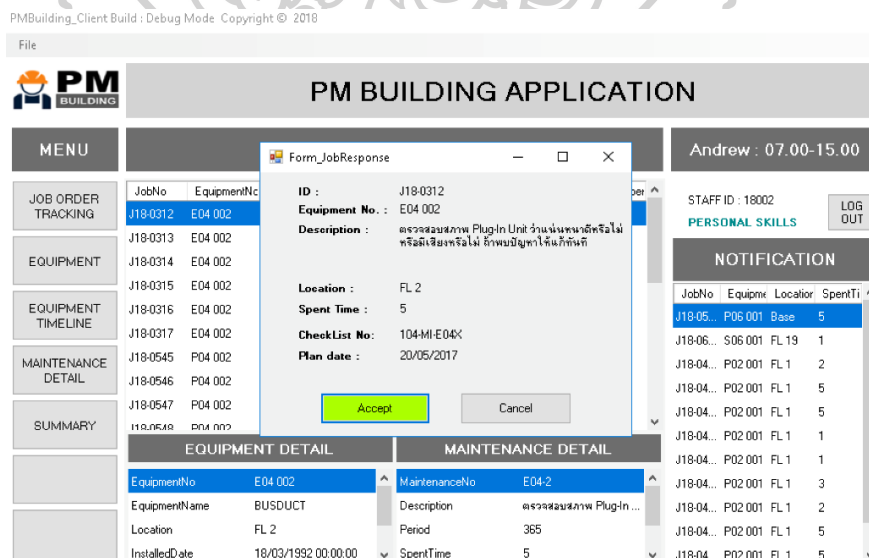 PMBuilding_Client Build : Debug Mode Copyright © 2018
File
PM
BUILDING
PM BUILDING APPLICATION
MENU
Andrew : 07.00-15.00
JOB ORDER
TRACKING
EQUIPMENT
EQUIPMENT
TIMELINE
MAINTENANCE
DETAIL
SUMMARY
JobNo EquipmentNo
J18-0312 E04 002
J18-0313 E04 002
J18-0314 E04 002
J18-0315 E04 002
J18-0316 E04 002
J18-0317 E04 002
J18-0545 P04 002
J18-0546 P04 002
J18-0547 P04 002
J18-0548 P04 002
Form_JobResponse
ID : J18-0312
Equipment No. : E04 002
Description : ตรวจสอบสภาพ Plug-In Unit ว่าแน่นหนาดีหรือไม่
หรือมีเสียงหรือไม่ ถ้าพบปัญหาให้แก้ทันที
Location : FL 2
Spent Time : 5
CheckList No: 104-MI-E04X
Plan date : 20/05/2017
Accept Cancel
STAFF ID : 18002
PERSONAL SKILLS
LOG
OUT
NOTIFICATION
JobNo Equipme Location SpentTi
J18-05... P06 001 Base 5
J18-06... S06 001 FL 19 1
J18-04... P02 001 FL 1 2
J18-04... P02 001 FL 1 5
J18-04... P02 001 FL 1 5
J18-04... P02 001 FL 1 1
J18-04... P02 001 FL 1 1
J18-04... P02 001 FL 1 3
J18-04... P02 001 FL 1 2
J18-04... P02 001 FL 1 5
J18-04... P02 001 FL 1 5
EQUIPMENT DETAIL
EquipmentNo E04 002
EquipmentName BUSDUCT
Location FL 2
InstalledDate 18/03/1992 00:00:00
MAINTENANCE DETAIL
MaintenanceNo E04-2
Description ตรวจสอบสภาพ Plug-In ...
Period 365
SpentTime 5